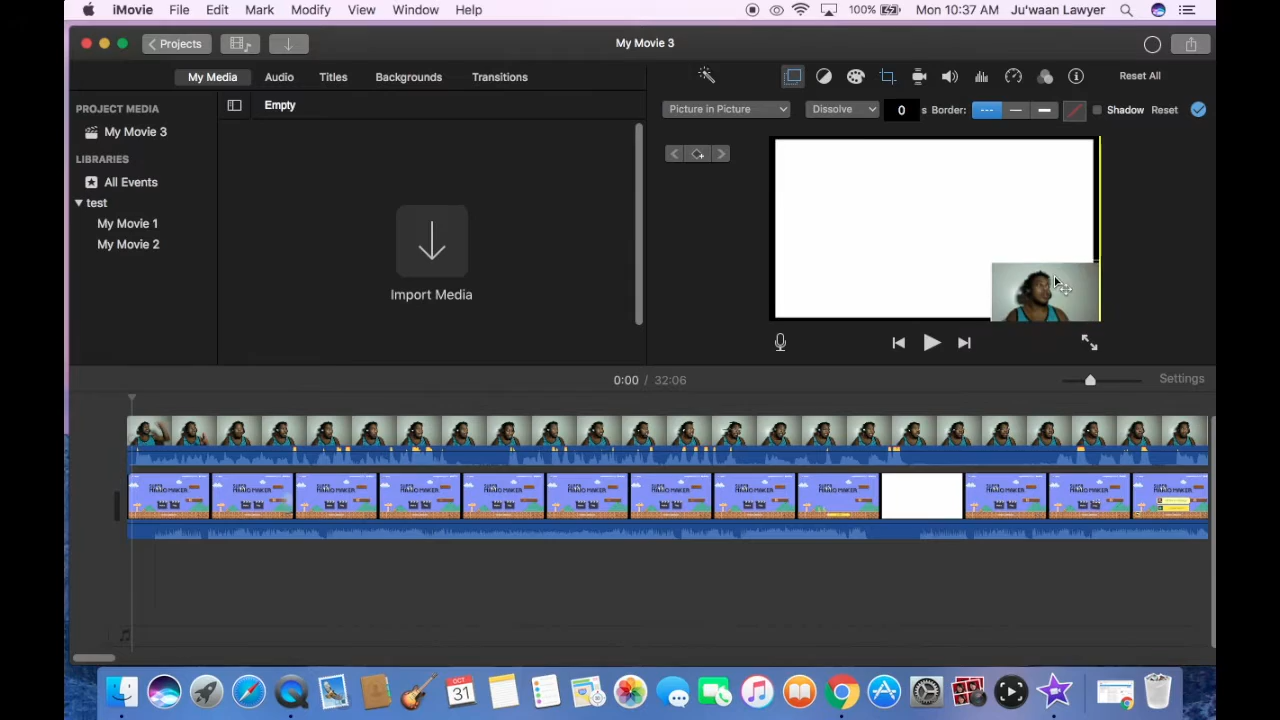 iMovie File Edit Mark Modify View Window Help 100% Mon 10:37 AM Ju'waan Lawyer
Projects My Movie 3
My Media Audio Titles Backgrounds Transitions Reset All
PROJECT MEDIA Empty Picture in Picture Dissolve 0 s Border: Shadow Reset
My Movie 3
LIBRARIES
All Events
test
My Movie 1
My Movie 2
Import Media
0:00 / 32:06 Settings
OCT
31